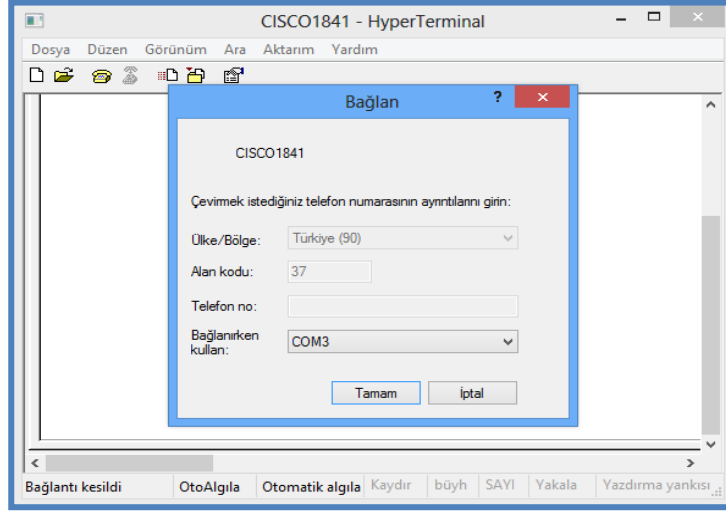 CISCO1841 - HyperTerminal
Dosya Düzen Görünüm Ara Aktarım Yardım
Bağlan ?
CISCO1841
Çevirmek istediğiniz telefon numarasının ayrıntılarını girin:
Ülke/Bölge: Türkiye (90)
Alan kodu: 37
Telefon no:
Bağlanırken
kullan: COM3
Tamam İptal
Bağlantı kesildi OtoAlgıla Otomatik algıla Kaydır büyh SAYI Yakala Yazdırma yankısı